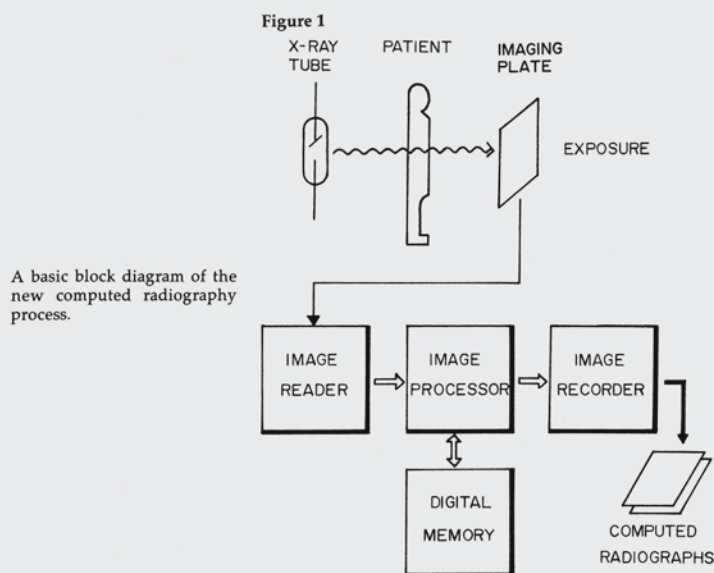 Figure 1
X-RAY
TUBE
PATIENT
IMAGING
PLATE
EXPOSURE
A basic block diagram of the
new computed radiography
process.
IMAGE
READER
IMAGE
PROCESSOR
IMAGE
RECORDER
DIGITAL
MEMORY
COMPUTED
RADIOGRAPHS